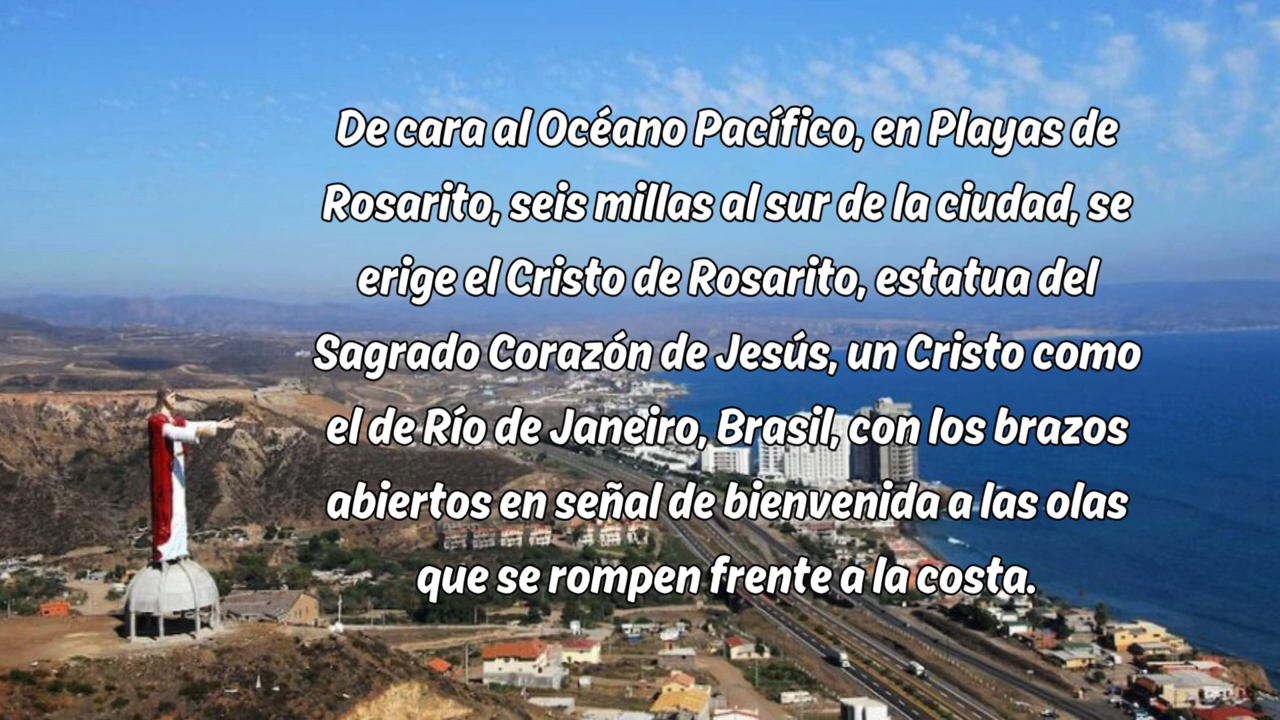 De cara al Océano Pacífico, en Playas de
Rosarito, seis millas al sur de la ciudad, se
erige el Cristo de Rosarito, estatua del
Sagrado Corazón de Jesús, un Cristo como
el de Río de Janeiro, Brasil, con los brazos
abiertos en señal de bienvenida a las olas
que se rompen frente a la costa.